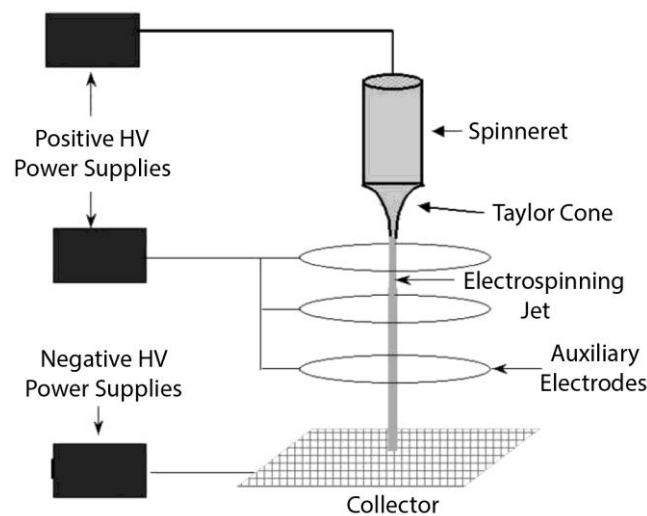 Positive HV
Power Supplies
Spinneret
Taylor Cone
Electrospinning
Jet
Negative HV
Power Supplies
Auxiliary
Electrodes
Collector